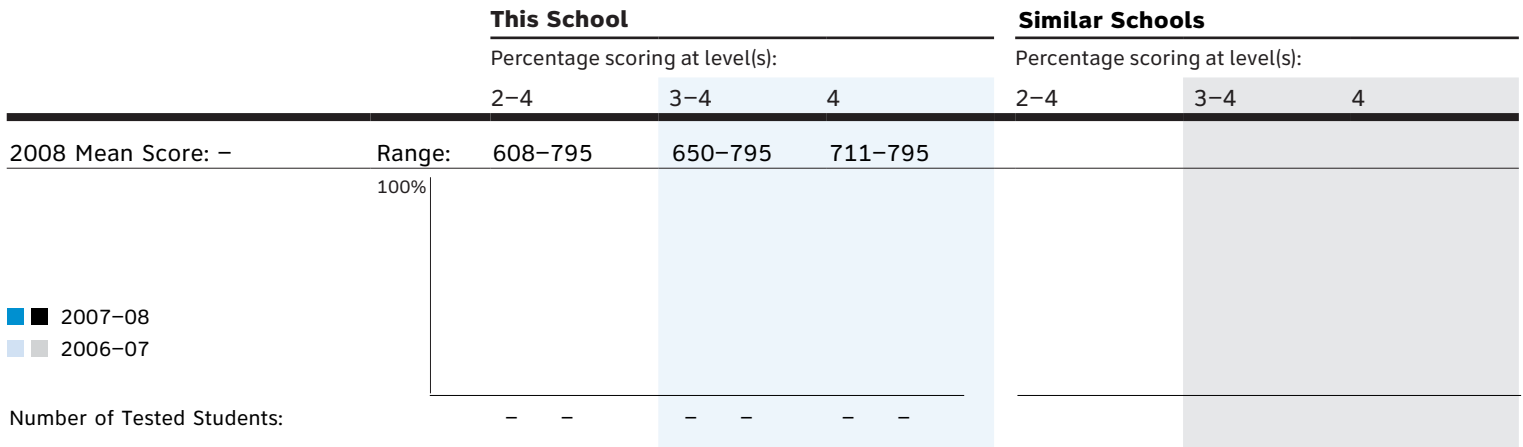 This School Similar Schools
Percentage scoring at level(s): Percentage scoring at level(s):
2–4 3–4 4 2–4 3–4 4
2008 Mean Score: – Range: 608–795 650–795 711–795
100%
2007–08
2006–07
Number of Tested Students: – – – – – –